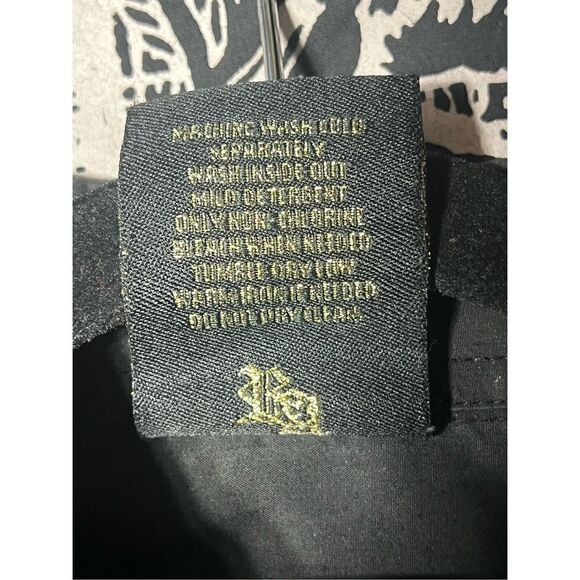 MACHINE WASH COLD
SEPARATELY
WASH INSIDE OUT
MILD DETERGENT
ONLY NON-CHLORINE
BLEACH WHEN NEEDED
TUMBLE DRY LOW
WARM IRON IF NEEDED
DO NOT DRY CLEAN